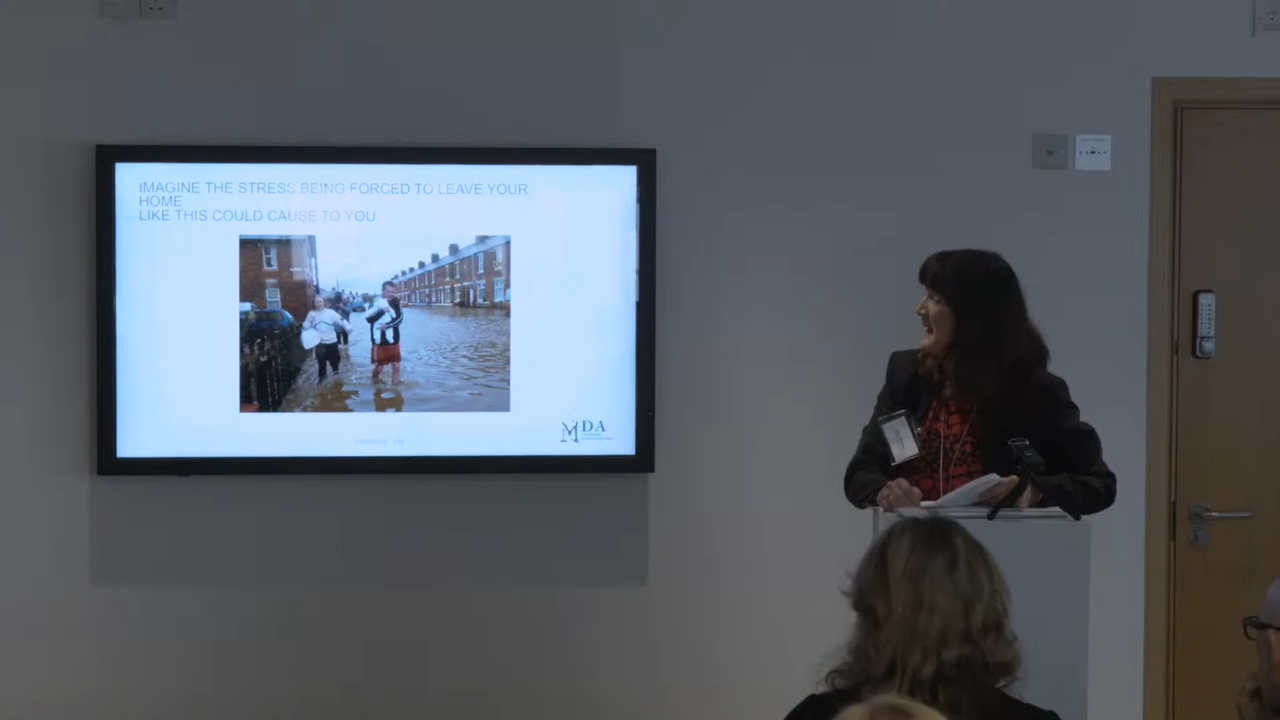 IMAGINE THE STRESS BEING FORCED TO LEAVE YOUR
HOME
LIKE THIS COULD CAUSE TO YOU
MDA